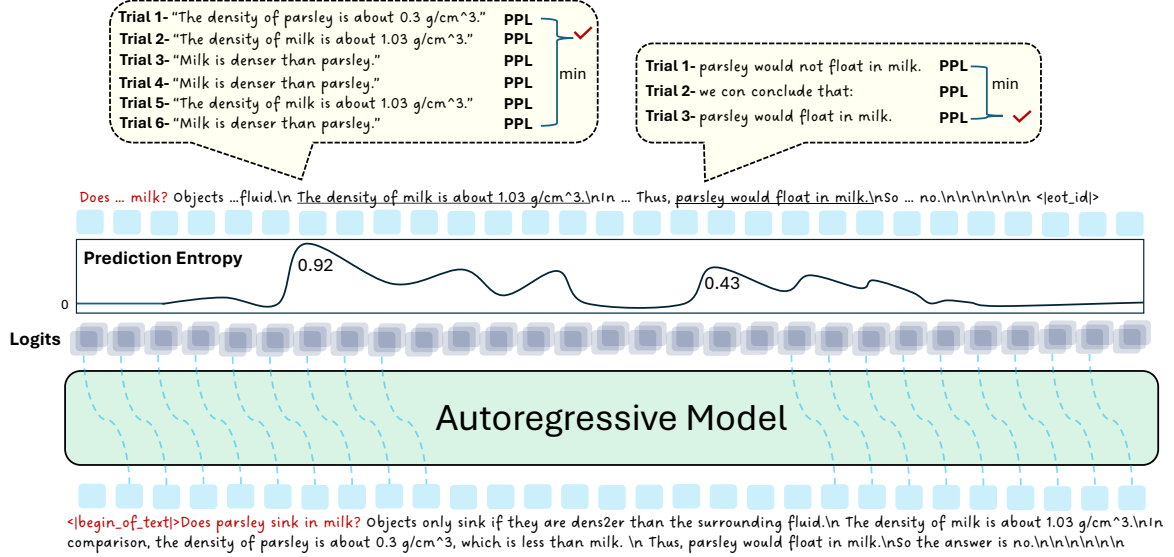 Trial 1- “The density of parsley is about 0.3 g/cm^3.” PPL
Trial 2- “The density of milk is about 1.03 g/cm^3.” PPL
Trial 3- “Milk is denser than parsley.” PPL
Trial 4- “Milk is denser than parsley.” PPL
Trial 5- “The density of milk is about 1.03 g/cm^3.” PPL
Trial 6- “Milk is denser than parsley.” PPL
min
Trial 1- parsley would not float in milk. PPL
Trial 2- we con conclude that: PPL
Trial 3- parsley would float in milk. PPL
min
Does ... milk? Objects ...fluid.\n The density of milk is about 1.03 g/cm^3.\nIn ... Thus, parsley would float in milk.\nSo ... no.\n\n\n\n\n\n\n <|eot_id|>
Prediction Entropy
0.92
0.43
0
Logits
Autoregressive Model
<|begin_of_text|>Does parsley sink in milk? Objects only sink if they are dens2er than the surrounding fluid.\n The density of milk is about 1.03 g/cm^3.\nIn
comparison, the density of parsley is about 0.3 g/cm^3, which is less than milk. \n Thus, parsley would float in milk.\nSo the answer is no.\n\n\n\n\n\n\n